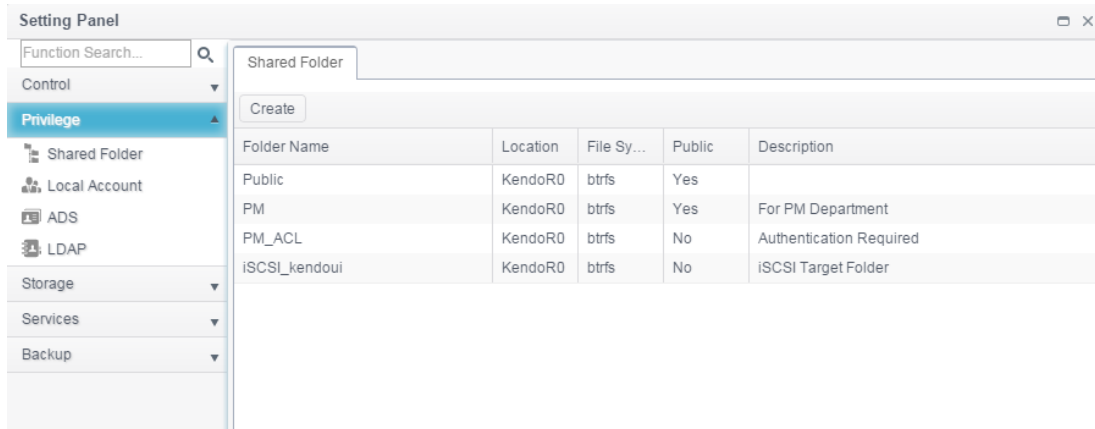 Setting Panel
Function Search...
Control
Privilege
Shared Folder
Local Account
ADS
LDAP
Storage
Services
Backup
Shared Folder
Create
Folder Name Location File Sy... Public Description
Public KendoR0 btrfs Yes
PM KendoR0 btrfs Yes For PM Department
PM_ACL KendoR0 btrfs No Authentication Required
iSCSI_kendoui KendoR0 btrfs No iSCSI Target Folder